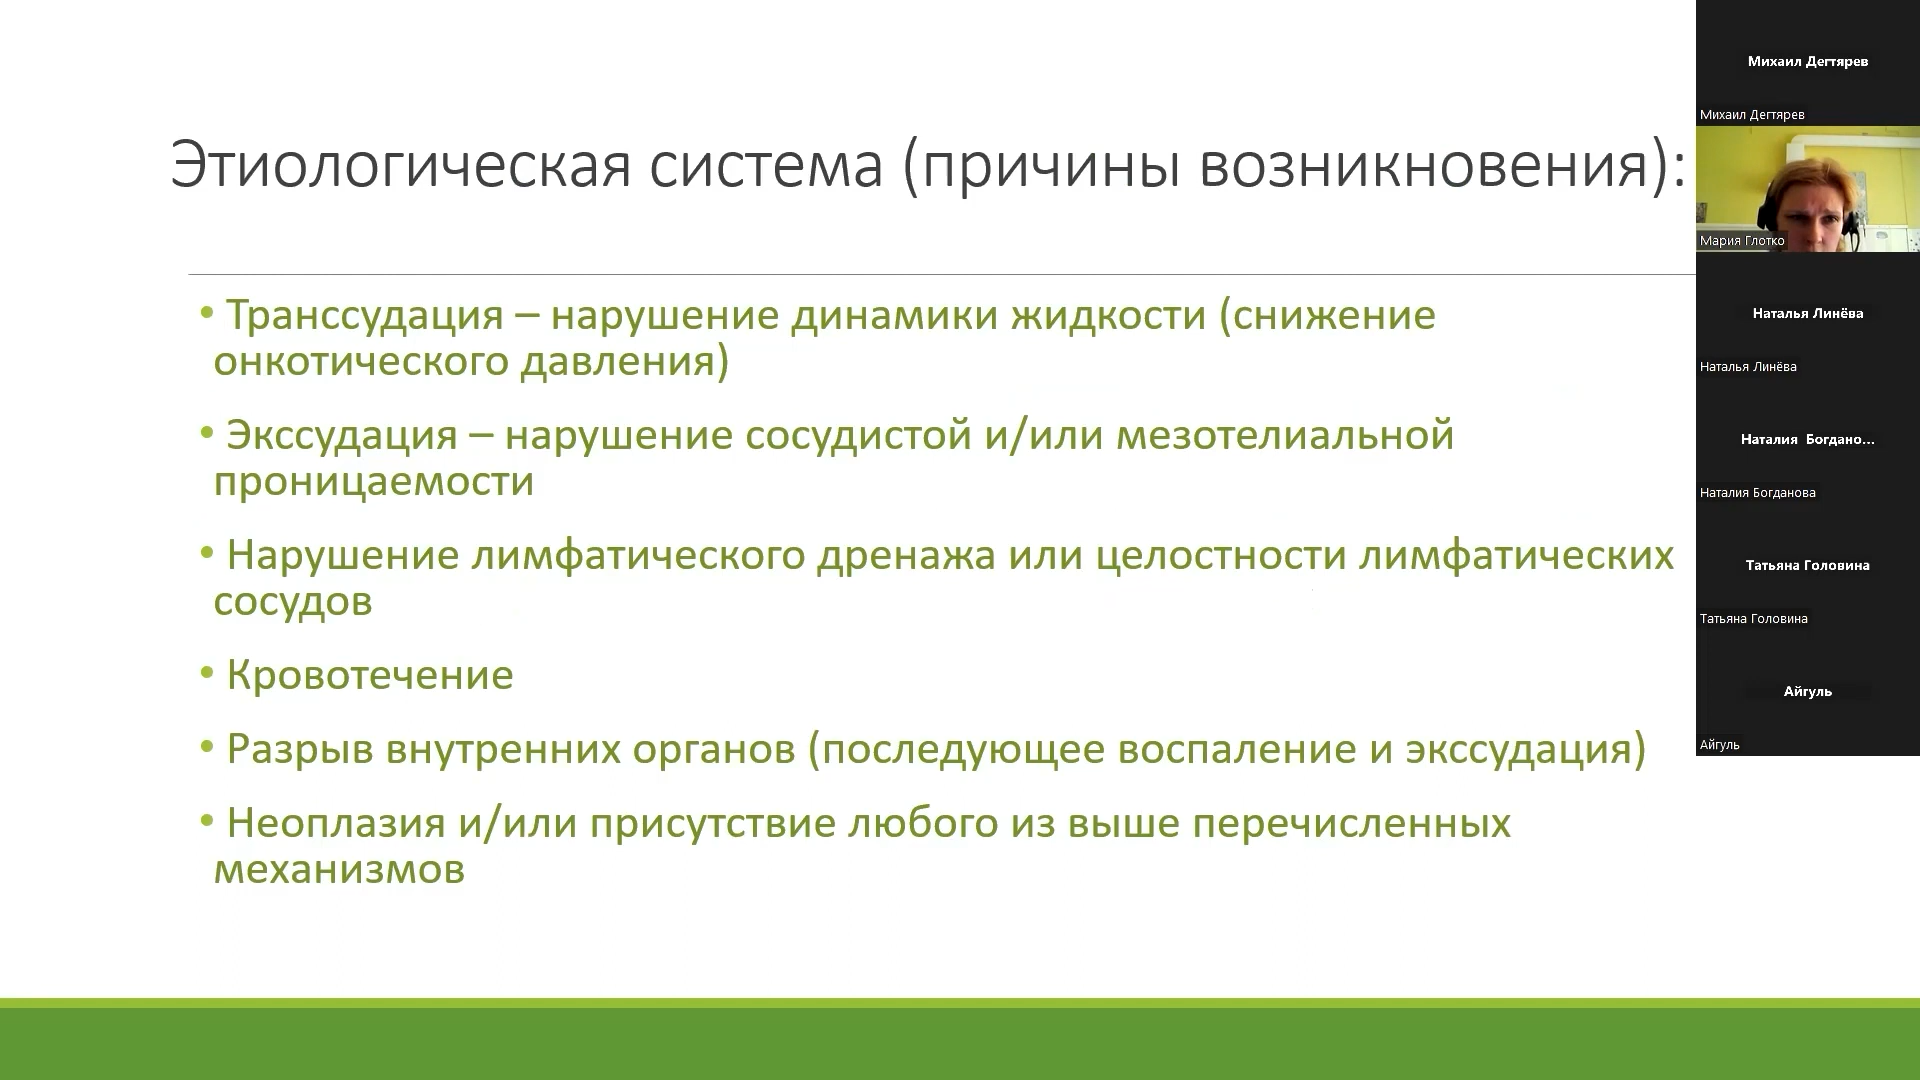 Этиологическая система (причины возникновения):
• Транссудация – нарушение динамики жидкости (снижение
онкотического давления)
• Экссудация – нарушение сосудистой и/или мезотелиальной
проницаемости
• Нарушение лимфатического дренажа или целостности лимфатических
сосудов
• Кровотечение
• Разрыв внутренних органов (последующее воспаление и экссудация)
• Неоплазия и/или присутствие любого из выше перечисленных
механизмов
Михаил Дегтярев
Михаил Дегтярев
Мария Глотко
Наталья Линёва
Наталья Линёва
Наталия Богдано...
Наталия Богданова
Татьяна Головина
Татьяна Головина
Айгуль
Айгуль